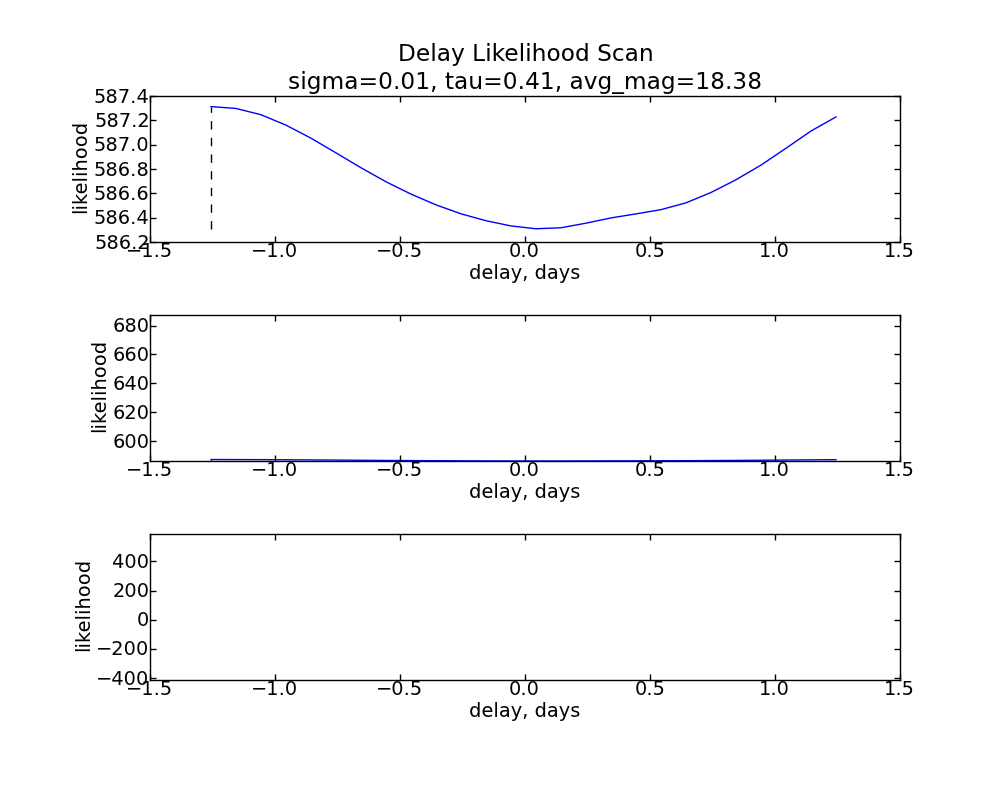 Delay Likelihood Scan
sigma=0.01, tau=0.41, avg_mag=18.38
587.4
587.2
587.0
586.8
586.6
586.4
586.2
likelihood
−1.5 −1.0 −0.5 0.0 0.5 1.0 1.5
delay, days
680
660
640
620
600
likelihood
−1.5 −1.0 −0.5 0.0 0.5 1.0 1.5
delay, days
400
200
0
−200
−400
likelihood
−1.5 −1.0 −0.5 0.0 0.5 1.0 1.5
delay, days